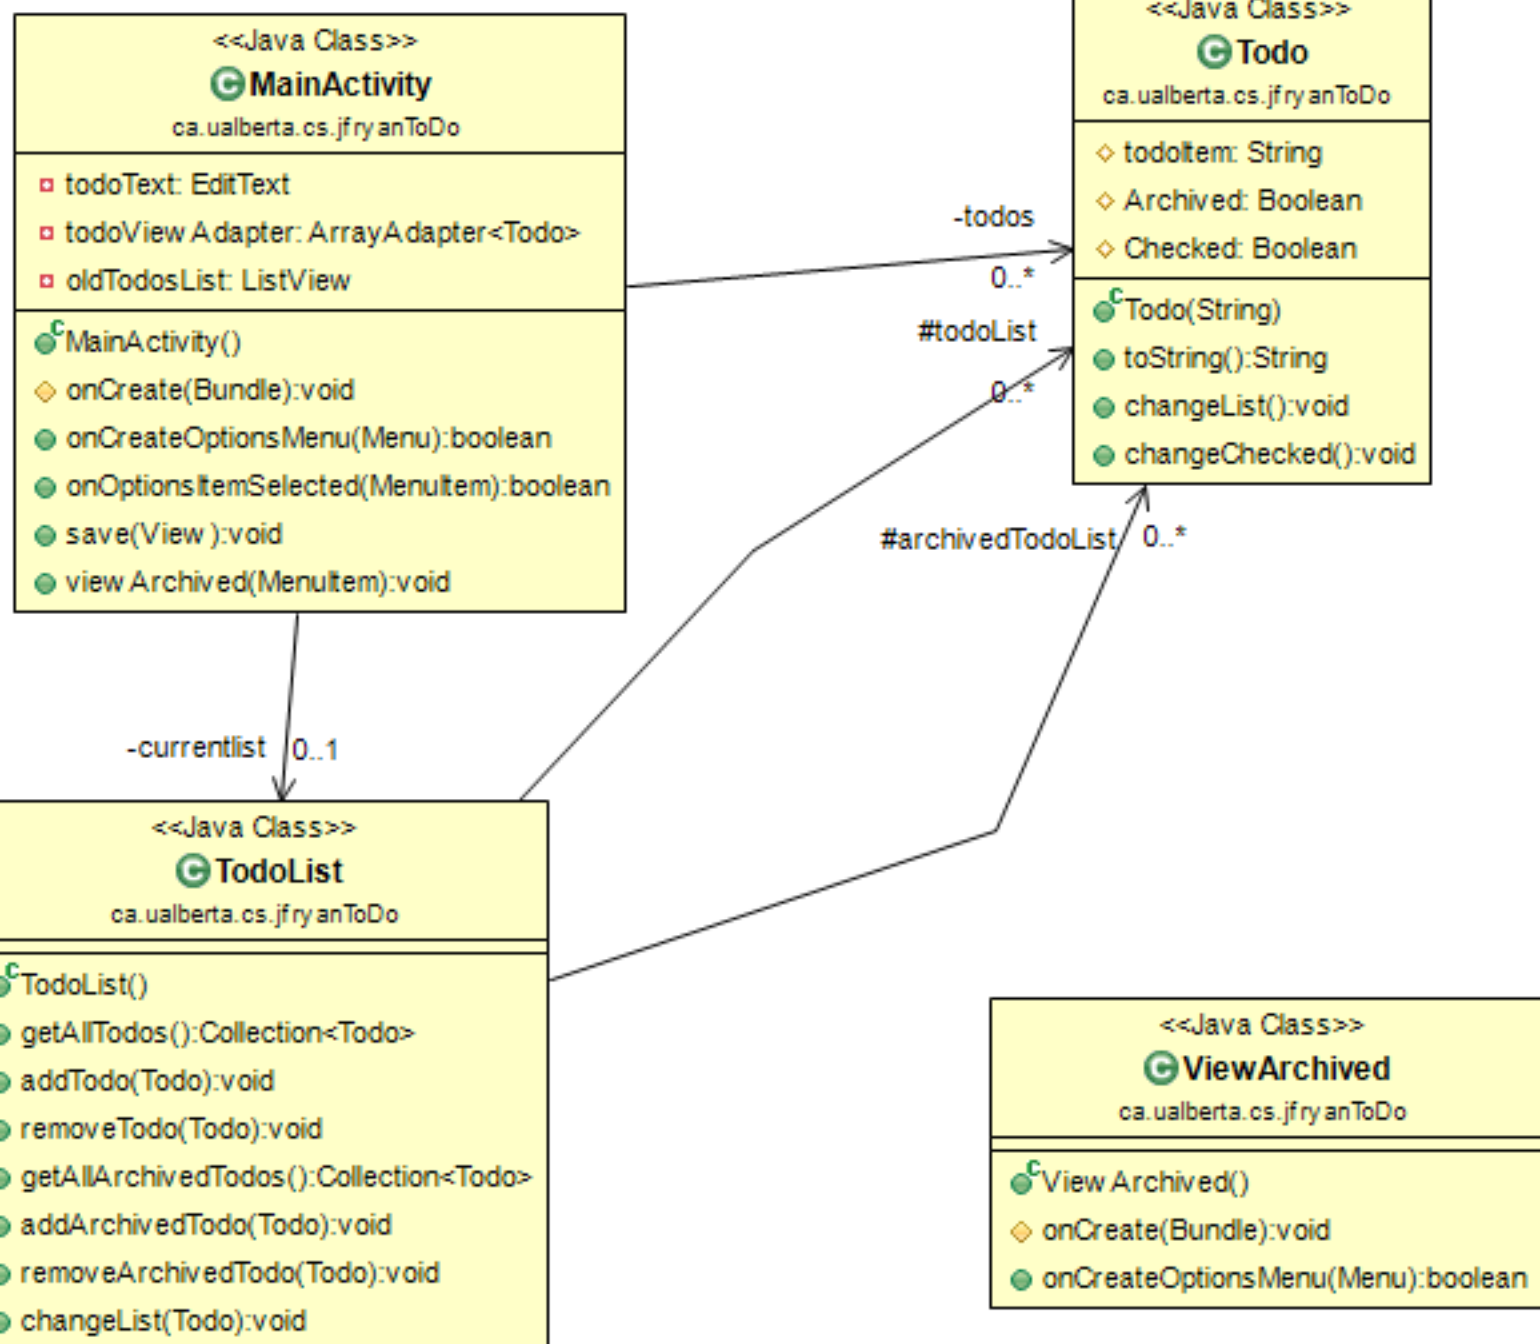 <<Java Class>>
C MainActivity
ca.ualberta.cs.jfryanToDo
todoText: EditText
todoViewAdapter: ArrayAdapter<Todo>
oldTodosList: ListView
C MainActivity()
onCreate(Bundle):void
onCreateOptionsMenu(Menu):boolean
onOptionsItemSelected(MenuItem):boolean
save(View):void
viewArchived(MenuItem):void
-todos
0..*
#todoList
0..*
<<Java Class>>
C Todo
ca.ualberta.cs.jfryanToDo
todoItem: String
Archived: Boolean
Checked: Boolean
C Todo(String)
toString():String
changeList():void
changeChecked():void
#archivedTodoList
0..*
-currentlist
0..1
<<Java Class>>
C TodoList
ca.ualberta.cs.jfryanToDo
C TodoList()
getAllTodos():Collection<Todo>
addTodo(Todo):void
removeTodo(Todo):void
getAllArchivedTodos():Collection<Todo>
addArchivedTodo(Todo):void
removeArchivedTodo(Todo):void
changeList(Todo):void
<<Java Class>>
C ViewArchived
ca.ualberta.cs.jfryanToDo
C ViewArchived()
onCreate(Bundle):void
onCreateOptionsMenu(Menu):boolean